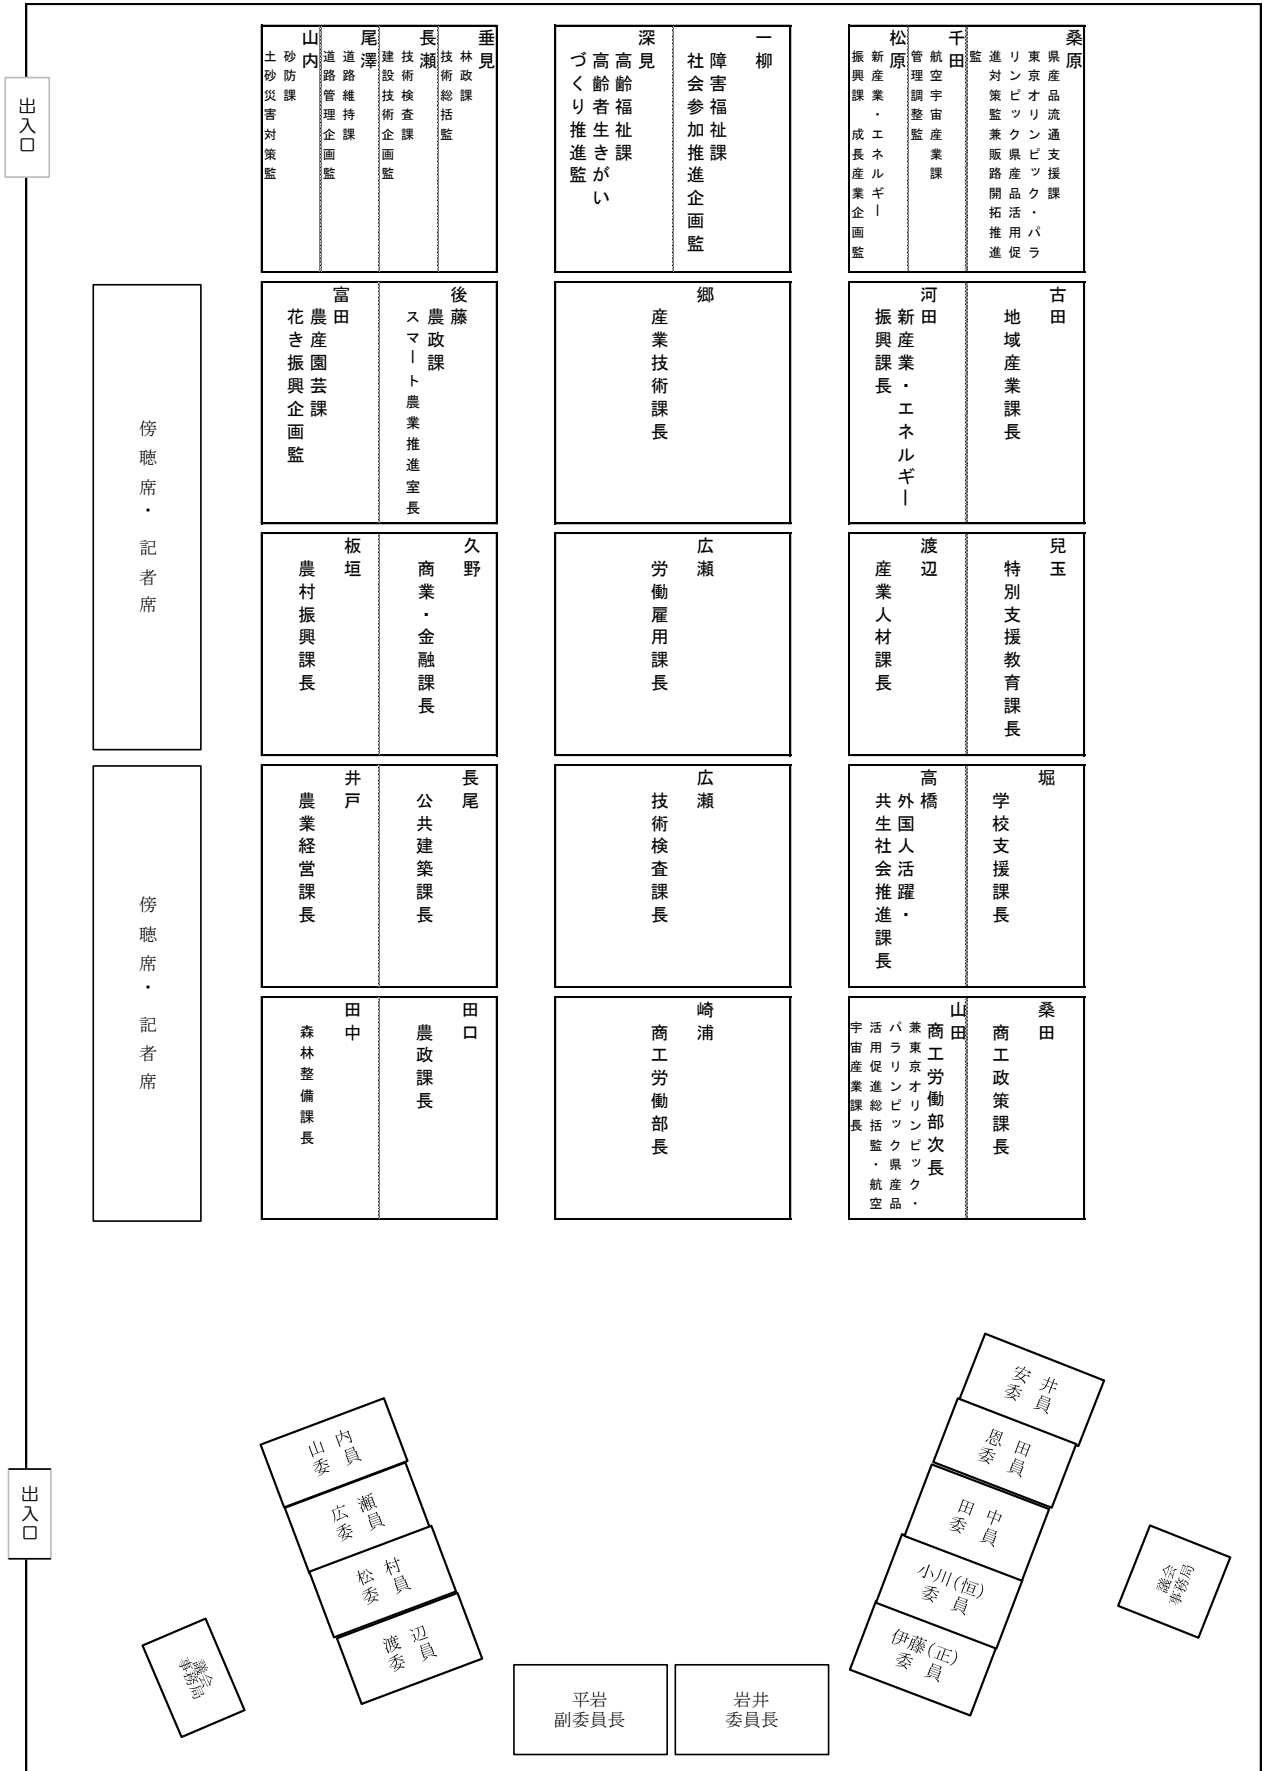 桑原
県産品流通支援課
東京オリンピック・パラ
リンピック県産品活用促
進対策監兼販路開拓推進
監
千田
航空宇宙産業課
管理調整監
松原
新産業・エネルギー
振興課 成長産業企画監
一柳
障害福祉課
社会参加推進企画監
深見
高齢福祉課
高齢者生きがい
づくり推進監
垂見
林政課
技術総括監
長瀬
技術検査課
建設技術企画監
尾澤
道路維持課
道路管理企画監
山内
砂防課
土砂災害対策監
出入口
古田
地域産業課長
河田
新産業・エネルギー
振興課長
郷
産業技術課長
後藤
農政課
スマート農業推進室長
富田
農産園芸課
花き振興企画監
傍聴席・記者席
兒玉
特別支援教育課長
渡辺
産業人材課長
広瀬
労働雇用課長
久野
商業・金融課長
板垣
農村振興課長
堀
学校支援課長
高橋
外国人活躍・
共生社会推進課長
広瀬
技術検査課長
長尾
公共建築課長
井戸
農業経営課長
傍聴席・記者席
桑田
商工政策課長
山田
商工労働部次長
兼東京オリンピック・
パラリンピック県産品
活用促進総括監・航空
宇宙産業課長
崎浦
商工労働部長
田口
農政課長
田中
森林整備課長
安井
委員
恩田
委員
田中
委員
小川(恒)
委員
伊藤(正)
委員
議会
事務局
山内
委員
広瀬
委員
松村
委員
渡辺
委員
出入口
議会
事務局
平岩
副委員長
岩井
委員長